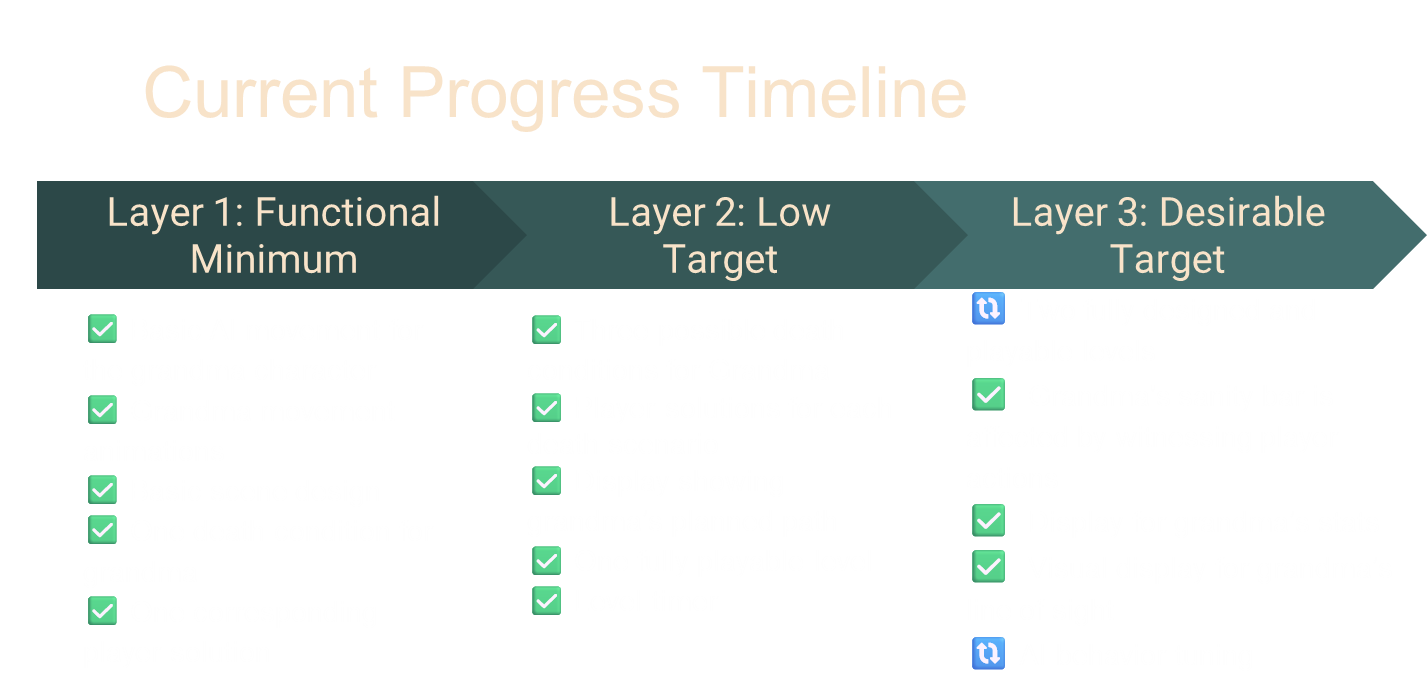 Current Progress Timeline
Layer 1: Functional
Minimum
Layer 2: Low
Target
Layer 3: Desirable
Target
✅
✅
✅
✅
✅
✅
✅
✅
✅
✅
🔃
✅
✅
✅
🔃